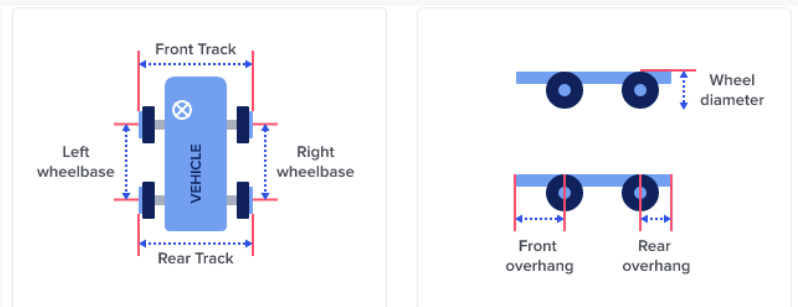 Front Track
Left
wheelbase
VEHICLE
Right
wheelbase
Rear Track
Wheel
diameter
Front
overhang
Rear
overhang